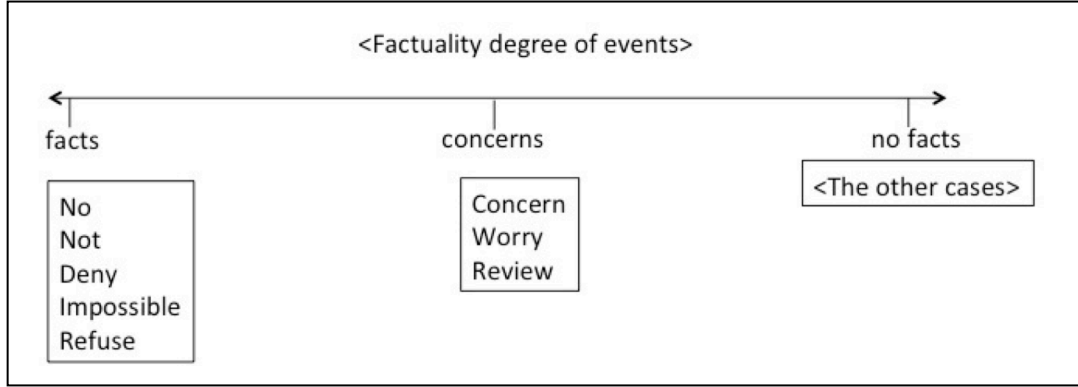 <Factuality degree of events>
facts
concerns
no facts
No
Not
Deny
Impossible
Refuse
Concern
Worry
Review
<The other cases>